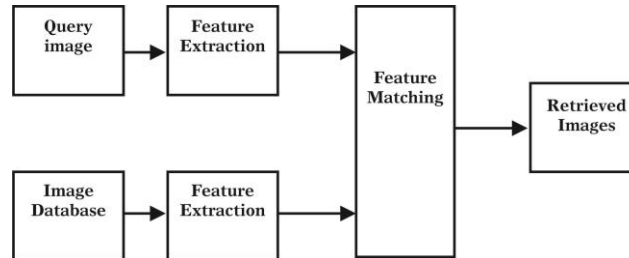 Query
image
Feature
Extraction
Feature
Matching
Retrieved
Images
Image
Database
Feature
Extraction